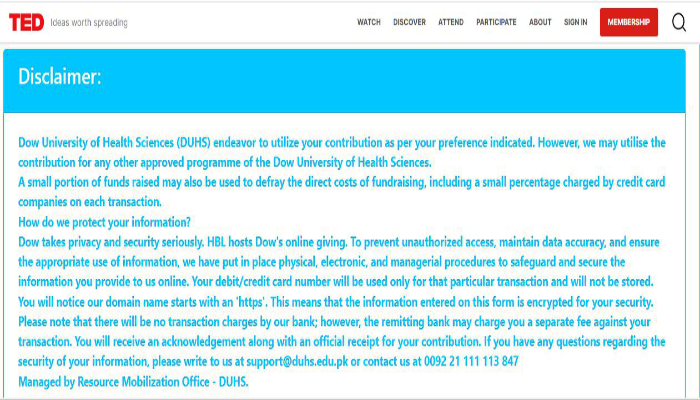 TED Ideas worth spreading WATCH DISCOVER ATTEND PARTICIPATE ABOUT SIGN IN MEMBERSHIP
Disclaimer:
Dow University of Health Sciences (DUHS) endeavor to utilize your contribution as per your preference indicated. However, we may utilise the
contribution for any other approved programme of the Dow University of Health Sciences.
A small portion of funds raised may also be used to defray the direct costs of fundraising, including a small percentage charged by credit card
companies on each transaction.
How do we protect your information?
Dow takes privacy and security seriously. HBL hosts Dow's online giving. To prevent unauthorized access, maintain data accuracy, and ensure
the appropriate use of information, we have put in place physical, electronic, and managerial procedures to safeguard and secure the
information you provide to us online. Your debit/credit card number will be used only for that particular transaction and will not be stored.
You will notice our domain name starts with an 'https'. This means that the information entered on this form is encrypted for your security.
Please note that there will be no transaction charges by our bank; however, the remitting bank may charge you a separate fee against your
transaction. You will receive an acknowledgement along with an official receipt for your contribution. If you have any questions regarding the
security of your information, please write to us at support@duhs.edu.pk or contact us at 0092 21 111 113 847
Managed by Resource Mobilization Office - DUHS.